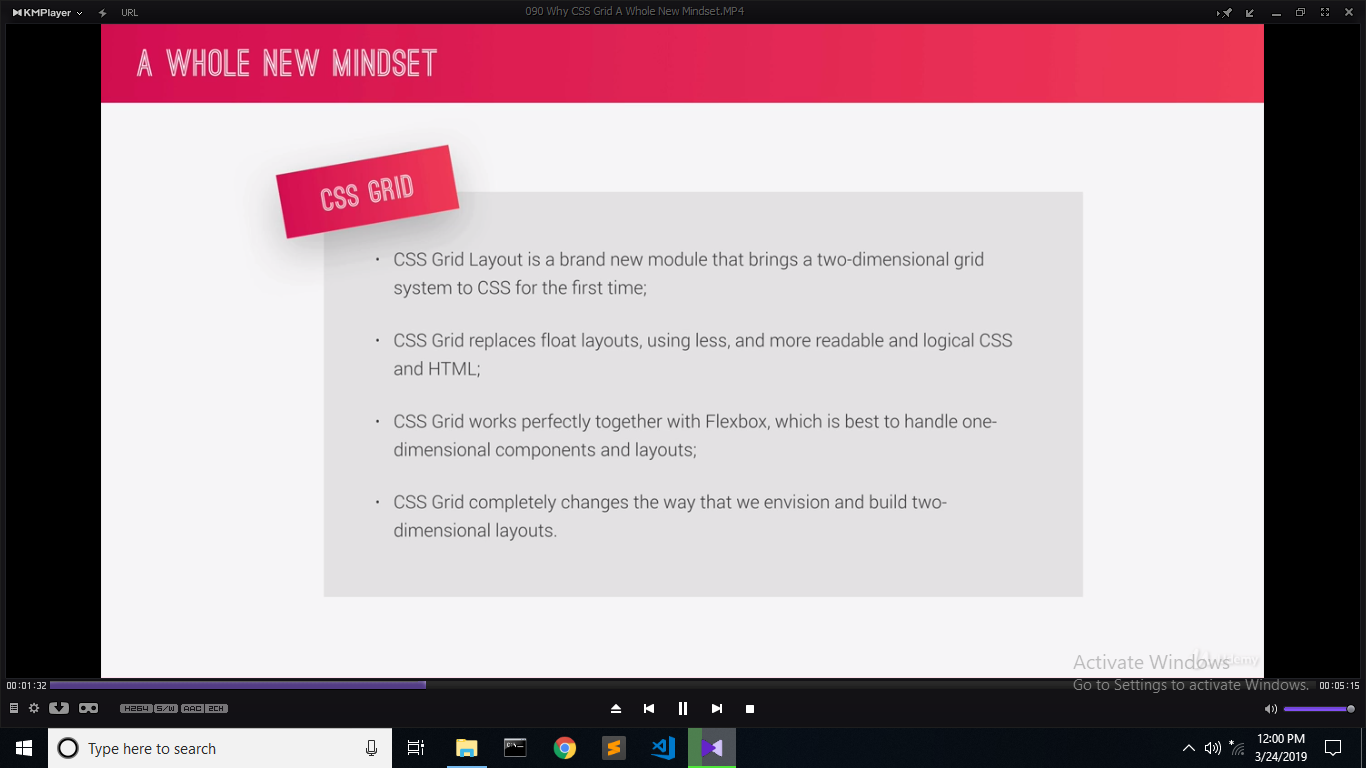 KMPlayer
URL
090 Why CSS Grid A Whole New Mindset.MP4
A WHOLE NEW MINDSET
CSS GRID
• CSS Grid Layout is a brand new module that brings a two-dimensional grid
system to CSS for the first time;
• CSS Grid replaces float layouts, using less, and more readable and logical CSS
and HTML;
• CSS Grid works perfectly together with Flexbox, which is best to handle one-
dimensional components and layouts;
• CSS Grid completely changes the way that we envision and build two-
dimensional layouts.
Activate Windows
Go to Settings to activate Windows.
00:01:32
00:05:15
H264 S/W AAC 2CH
Type here to search
12:00 PM
3/24/2019